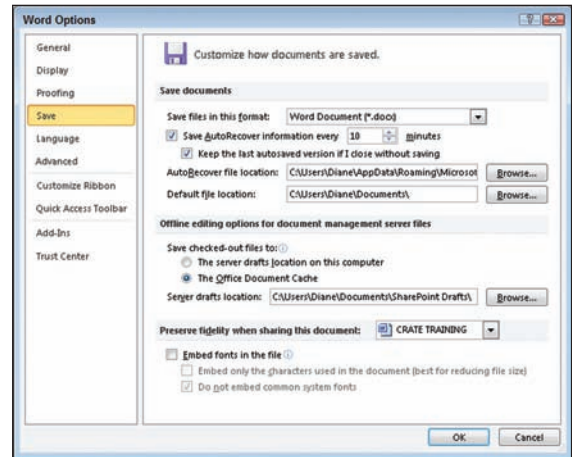 Word Options
General
Display
Proofing
Save
Language
Advanced
Customize Ribbon
Quick Access Toolbar
Add-Ins
Trust Center
Customize how documents are saved.
Save documents
Save files in this format: Word Document (*.docx)
Save AutoRecover information every 10 minutes
Keep the last autosaved version if I close without saving
AutoRecover file location: C:\Users\Diane\AppData\Roaming\Microsof Browse...
Default file location: C:\Users\Diane\Documents\
Offline editing options for document management server files
Save checked-out files to:
The server drafts location on this computer
The Office Document Cache
Server drafts location: C:\Users\Diane\Documents\SharePoint Drafts\ Browse...
Preserve fidelity when sharing this document: CRATE TRAINING
Embed fonts in the file
Embed only the characters used in the document (best for reducing file size)
Do not embed common system fonts
OK Cancel